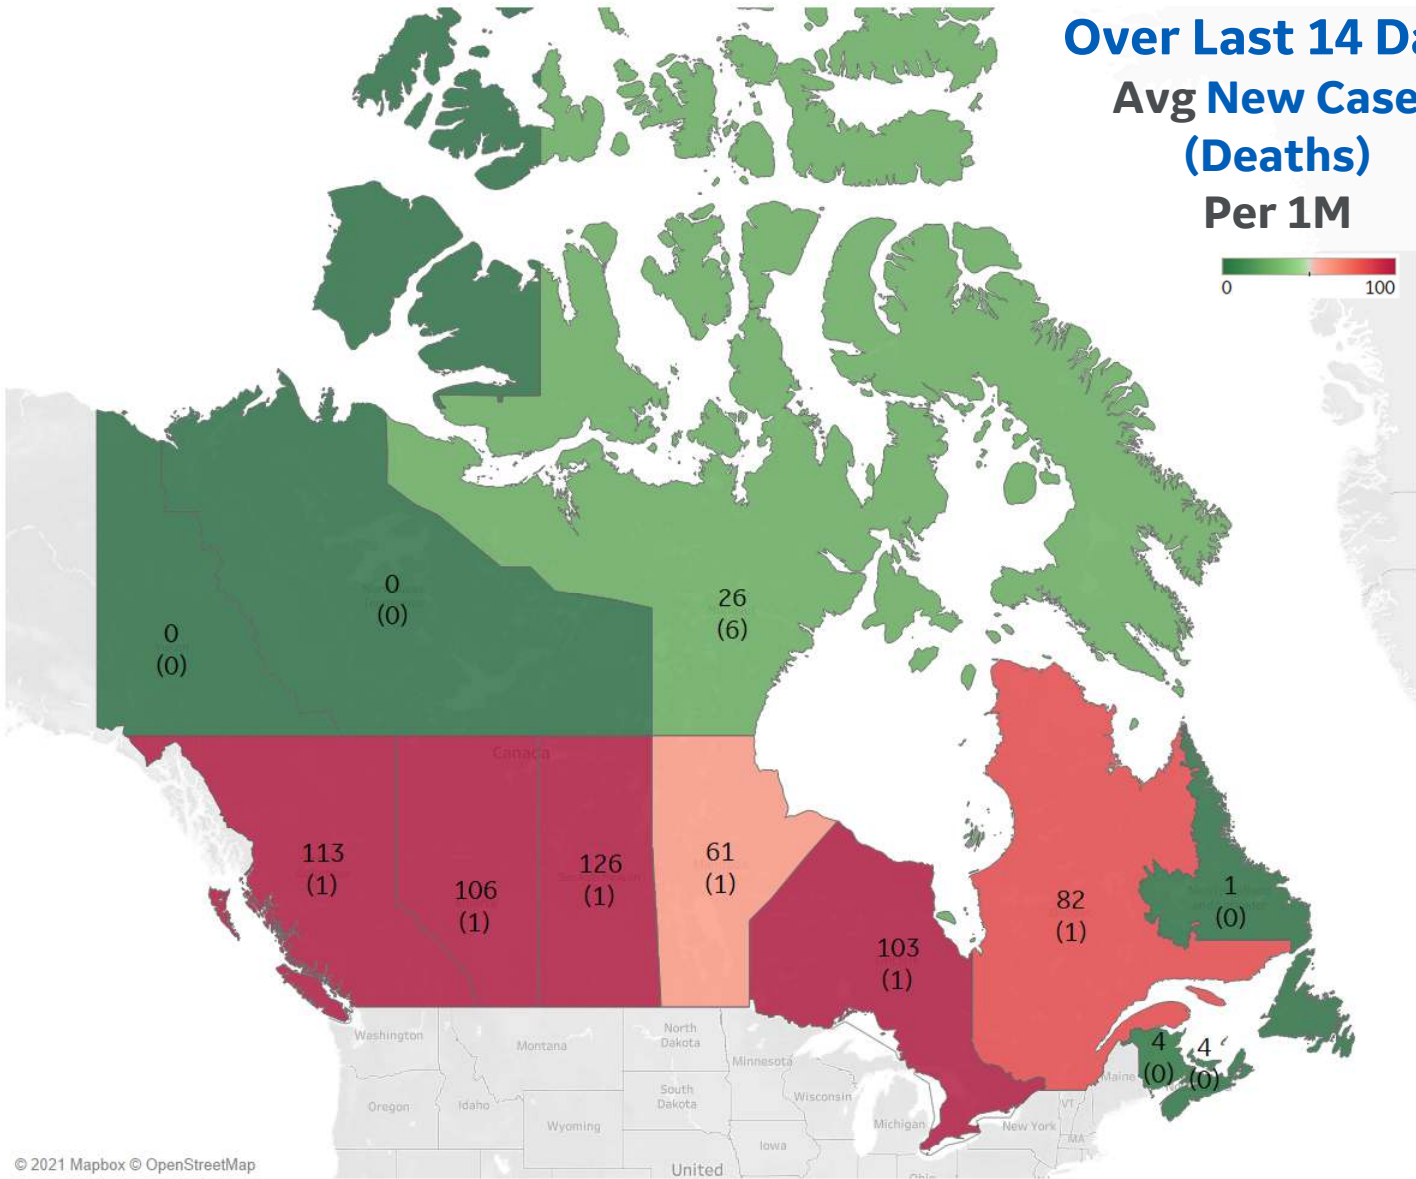 Over Last 14 Da
Avg New Case
(Deaths)
Per 1M
0 100
0
(0)
0
(0)
26
(6)
Canada
113
(1)
106
(1)
126
(1)
61
(1)
103
(1)
82
(1)
1
(0)
4
(0)
4
(0)
Washington
Montana
North
Dakota
Minnesota
Maine
Oregon
Idaho
South
Dakota
Wisconsin
Michigan
New York
VT
MA
Wyoming
Iowa
United
Ohio
© 2021 Mapbox © OpenStreetMap